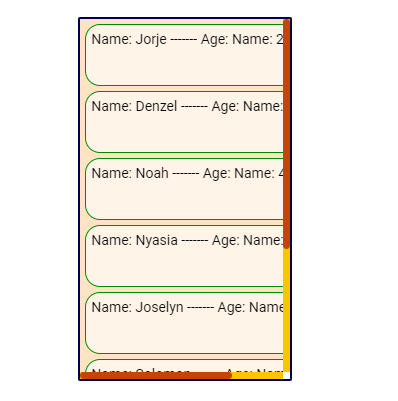 Name: Jorje ------- Age: Name: 2
Name: Denzel ------- Age: Name:
Name: Noah ------- Age: Name: 4
Name: Nyasia ------- Age: Name:
Name: Joselyn ------- Age: Name
Name: Solomon ------- Age: Nam